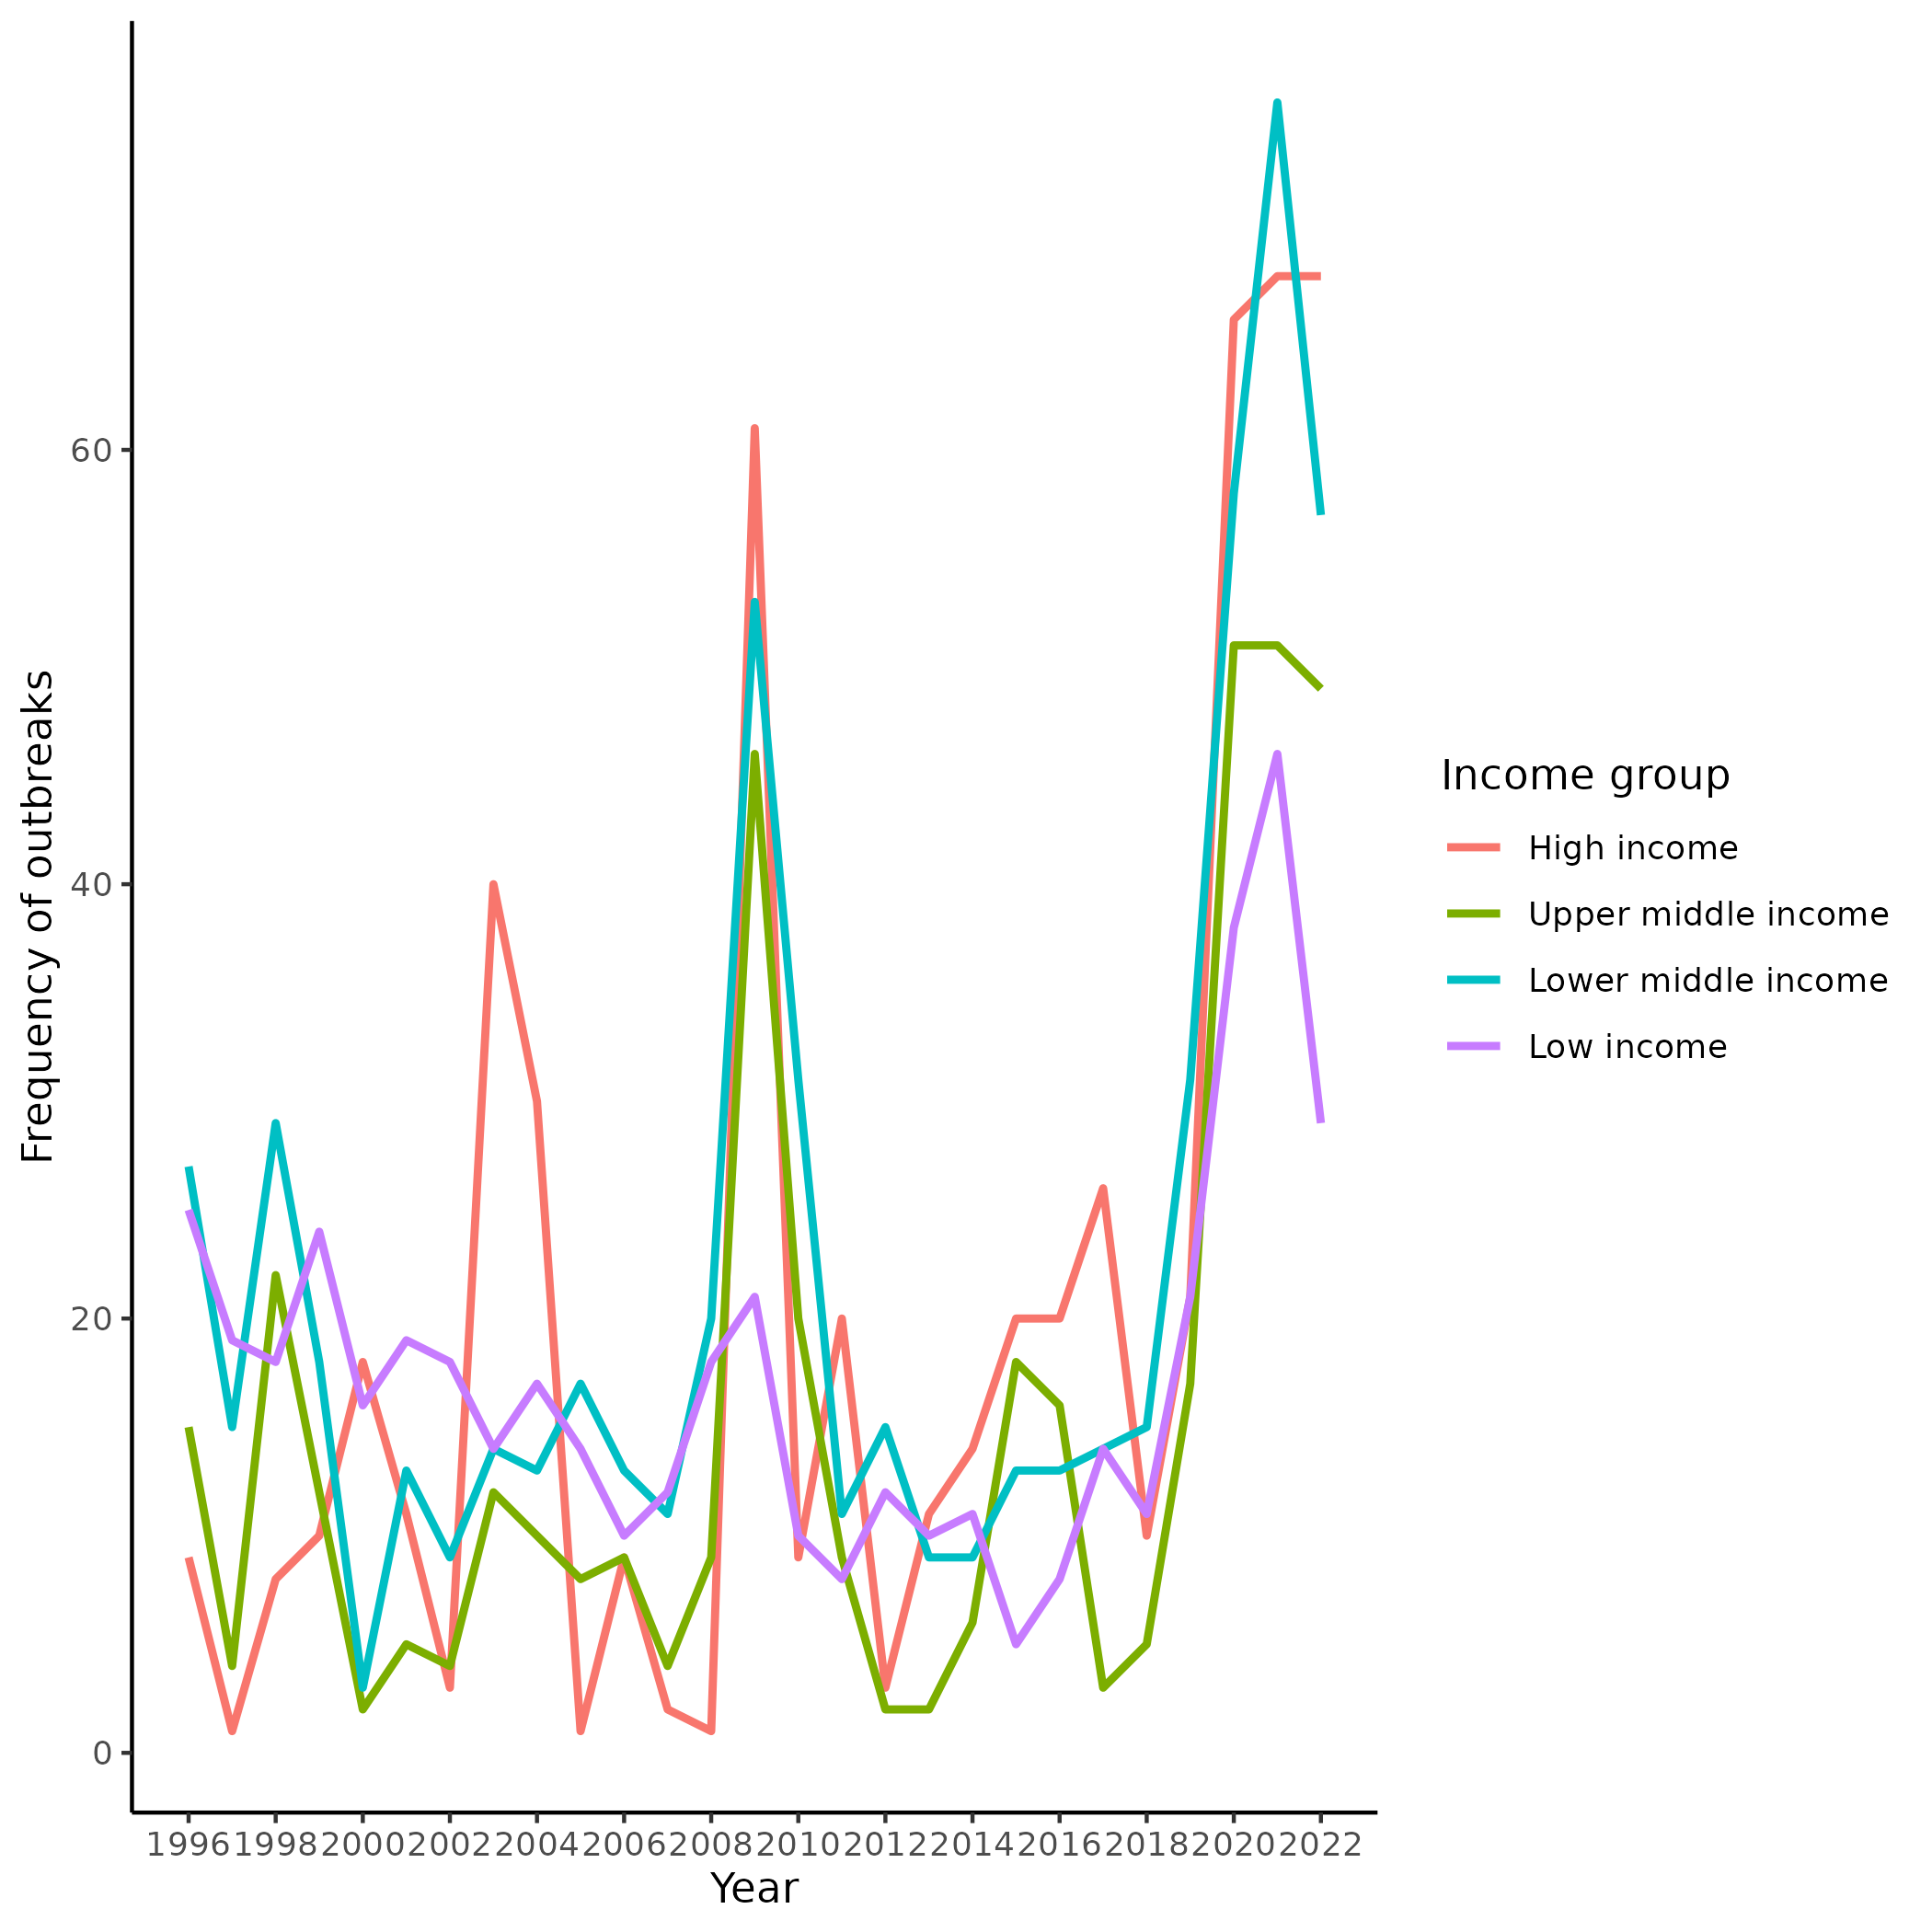 Frequency of outbreaks
60
40
20
0
1996 1998 2000 2002 2004 2006 2008 2010 2012 2014 2016 2018 2020 2022
Year
Income group
High income
Upper middle income
Lower middle income
Low income